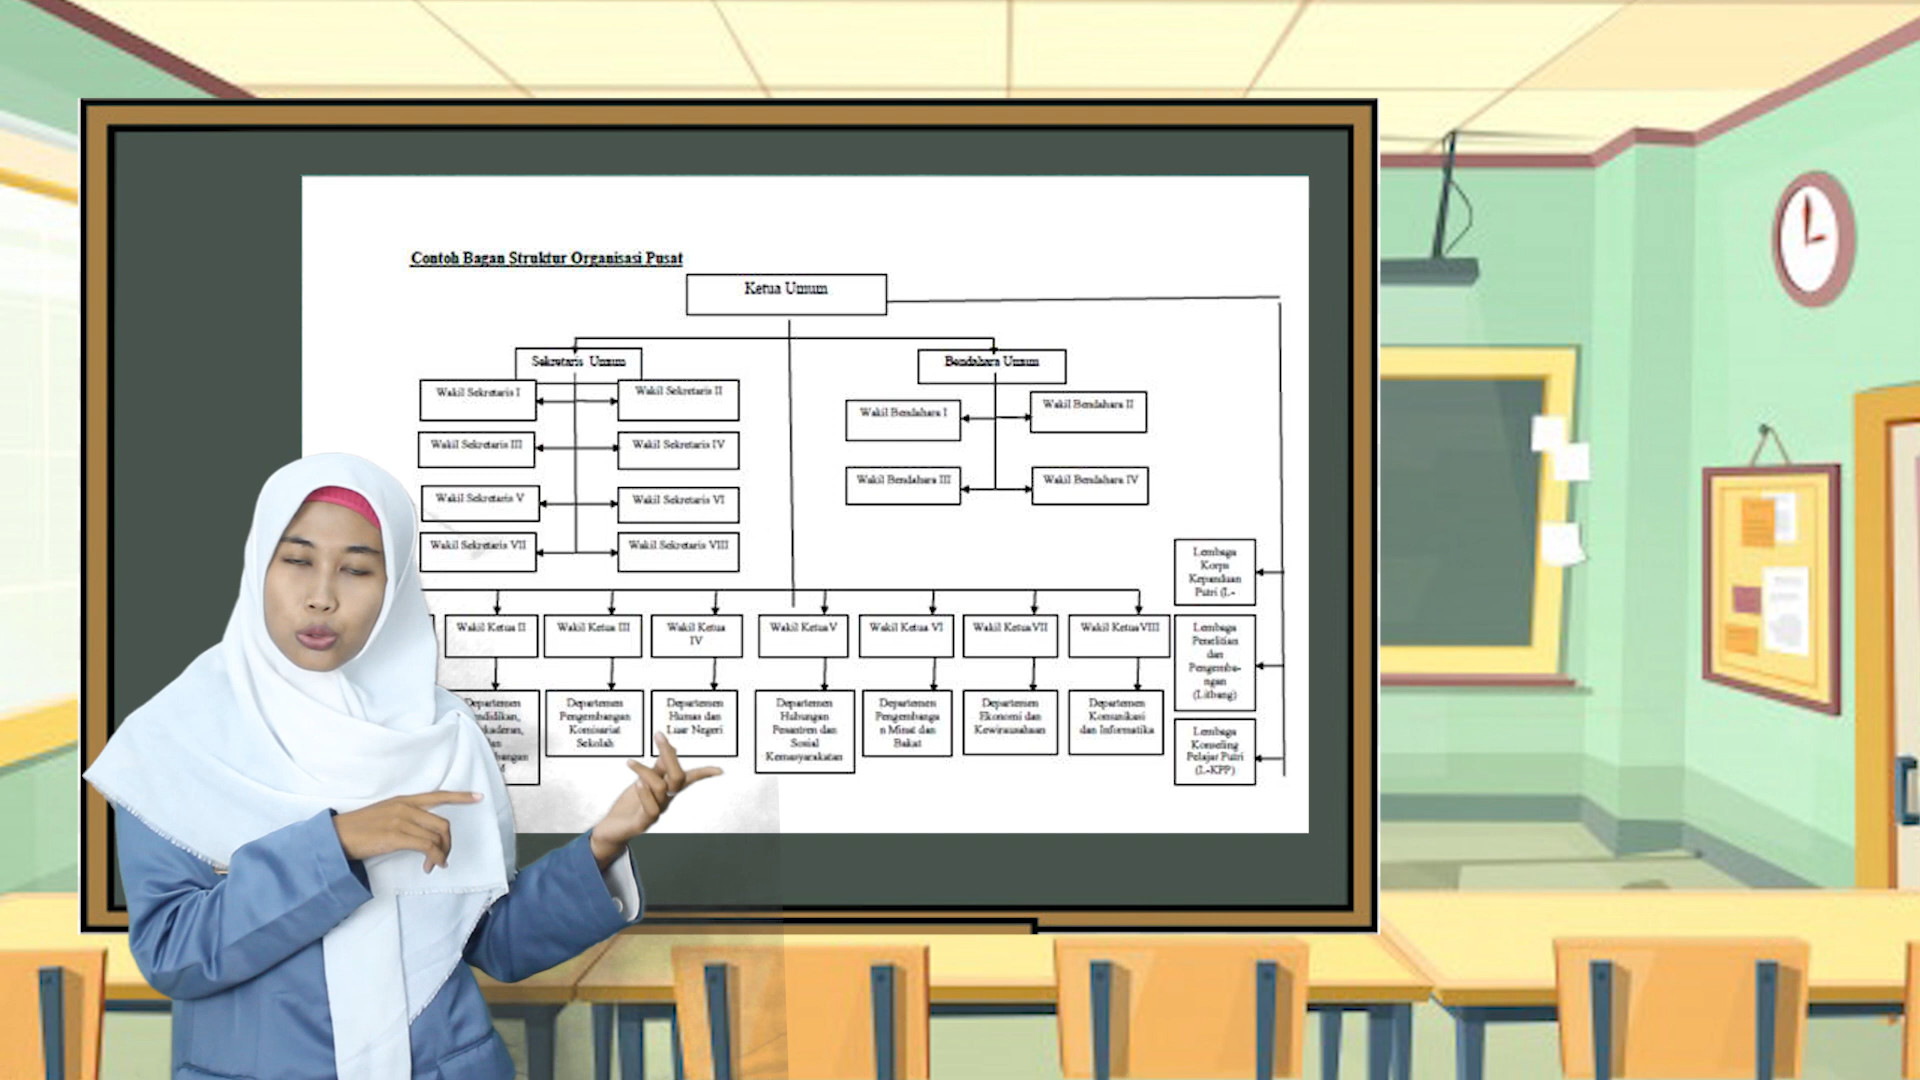 Contoh Bagan Struktur Organisasi Pusat
Ketua Umum
Sekretaris Umum
Bendahara Umum
Wakil Sekretaris I
Wakil Sekretaris II
Wakil Sekretaris III
Wakil Sekretaris IV
Wakil Sekretaris V
Wakil Sekretaris VI
Wakil Sekretaris VII
Wakil Sekretaris VIII
Wakil Bendahara I
Wakil Bendahara II
Wakil Bendahara III
Wakil Bendahara IV
Wakil Ketua II
Wakil Ketua III
Wakil Ketua
IV
Wakil Ketua V
Wakil Ketua VI
Wakil Ketua VII
Wakil Ketua VIII
Departemen
Departemen
Pengembangan
Komisariat
Sekolah
Departemen
Humas dan
Luar Negeri
Departemen
Hubungan
Pesantren dan
Sosial
Kemasyarakatan
Departemen
Pengembanga
n Minat dan
Bakat
Departemen
Ekonomi dan
Kewirausahaan
Departemen
Komunikasi
dan Informatika
Lembaga
Korps
Kepanduan
Putri (L-
Lembaga
Penelitian
dan
Pengemba-
ngan
(Litbang)
Lembaga
Konseling
Pelajar Putri
(L-KPP)